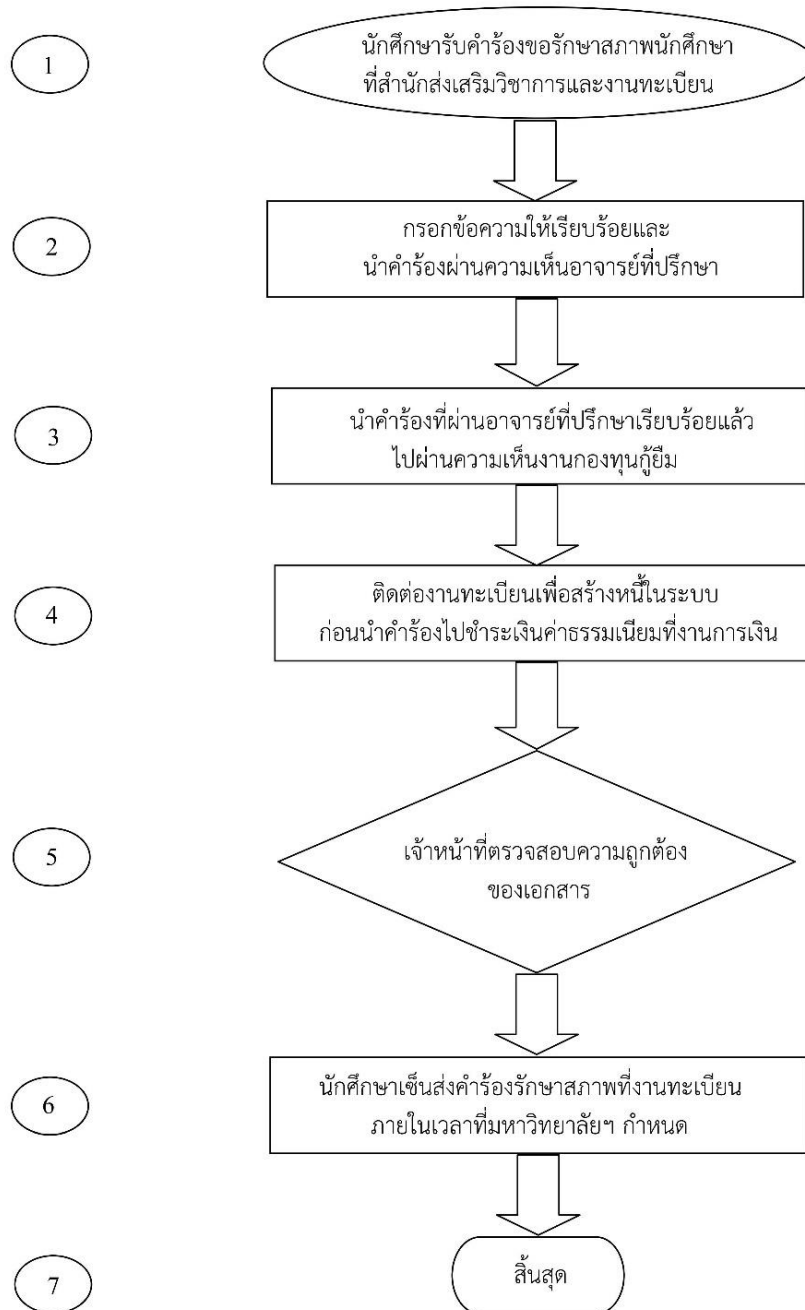 1
นักศึกษารับคำร้องขอรักษาสภาพนักศึกษา
ที่สำนักส่งเสริมวิชาการและงานทะเบียน
2
กรอกข้อความให้เรียบร้อยและ
นำคำร้องผ่านความเห็นอาจารย์ที่ปรึกษา
3
นำคำร้องที่ผ่านอาจารย์ที่ปรึกษาเรียบร้อยแล้ว
ไปผ่านความเห็นงานกองทุนกู้ยืม
4
ติดต่องานทะเบียนเพื่อสร้างหนี้ในระบบ
ก่อนนำคำร้องไปชำระเงินค่าธรรมเนียมที่งานการเงิน
5
เจ้าหน้าที่ตรวจสอบความถูกต้อง
ของเอกสาร
6
นักศึกษาเซ็นส่งคำร้องรักษาสภาพที่งานทะเบียน
ภายในเวลาที่มหาวิทยาลัยฯ กำหนด
7
สิ้นสุด